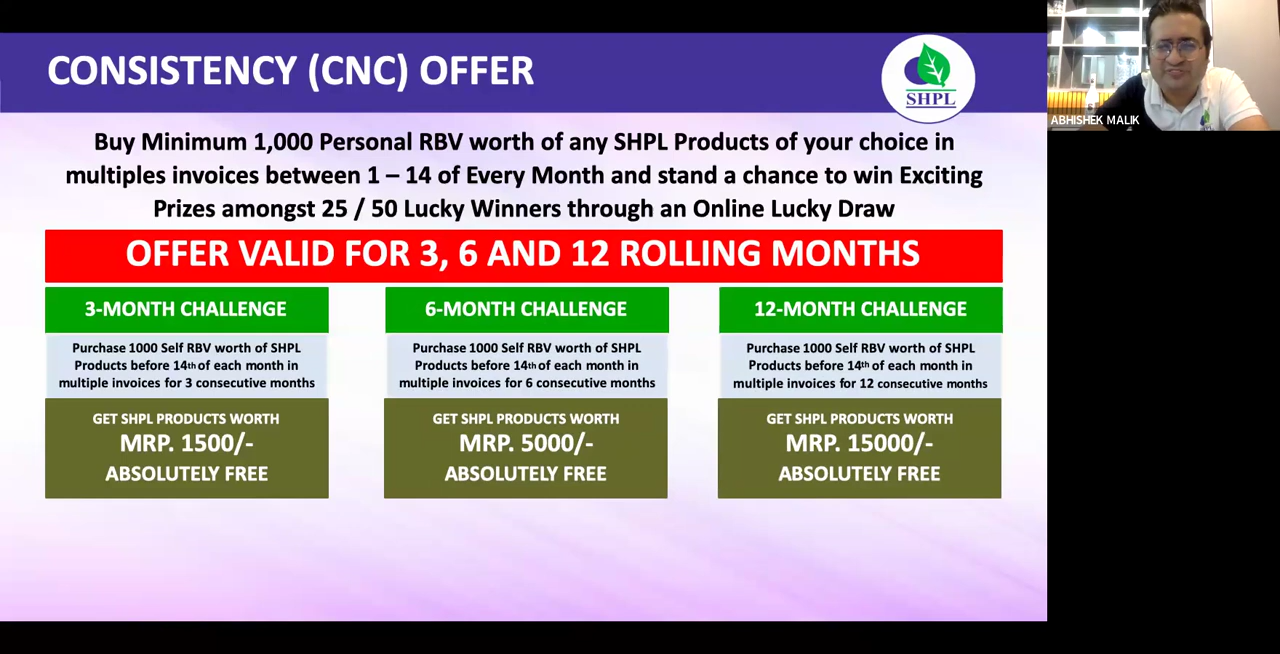 CONSISTENCY (CNC) OFFER
SHPL
ABHISHEK MALIK
Buy Minimum 1,000 Personal RBV worth of any SHPL Products of your choice in
multiples invoices between 1 – 14 of Every Month and stand a chance to win Exciting
Prizes amongst 25 / 50 Lucky Winners through an Online Lucky Draw
OFFER VALID FOR 3, 6 AND 12 ROLLING MONTHS
3-MONTH CHALLENGE
Purchase 1000 Self RBV worth of SHPL
Products before 14th of each month in
multiple invoices for 3 consecutive months
GET SHPL PRODUCTS WORTH
MRP. 1500/-
ABSOLUTELY FREE
6-MONTH CHALLENGE
Purchase 1000 Self RBV worth of SHPL
Products before 14th of each month in
multiple invoices for 6 consecutive months
GET SHPL PRODUCTS WORTH
MRP. 5000/-
ABSOLUTELY FREE
12-MONTH CHALLENGE
Purchase 1000 Self RBV worth of SHPL
Products before 14th of each month in
multiple invoices for 12 consecutive months
GET SHPL PRODUCTS WORTH
MRP. 15000/-
ABSOLUTELY FREE